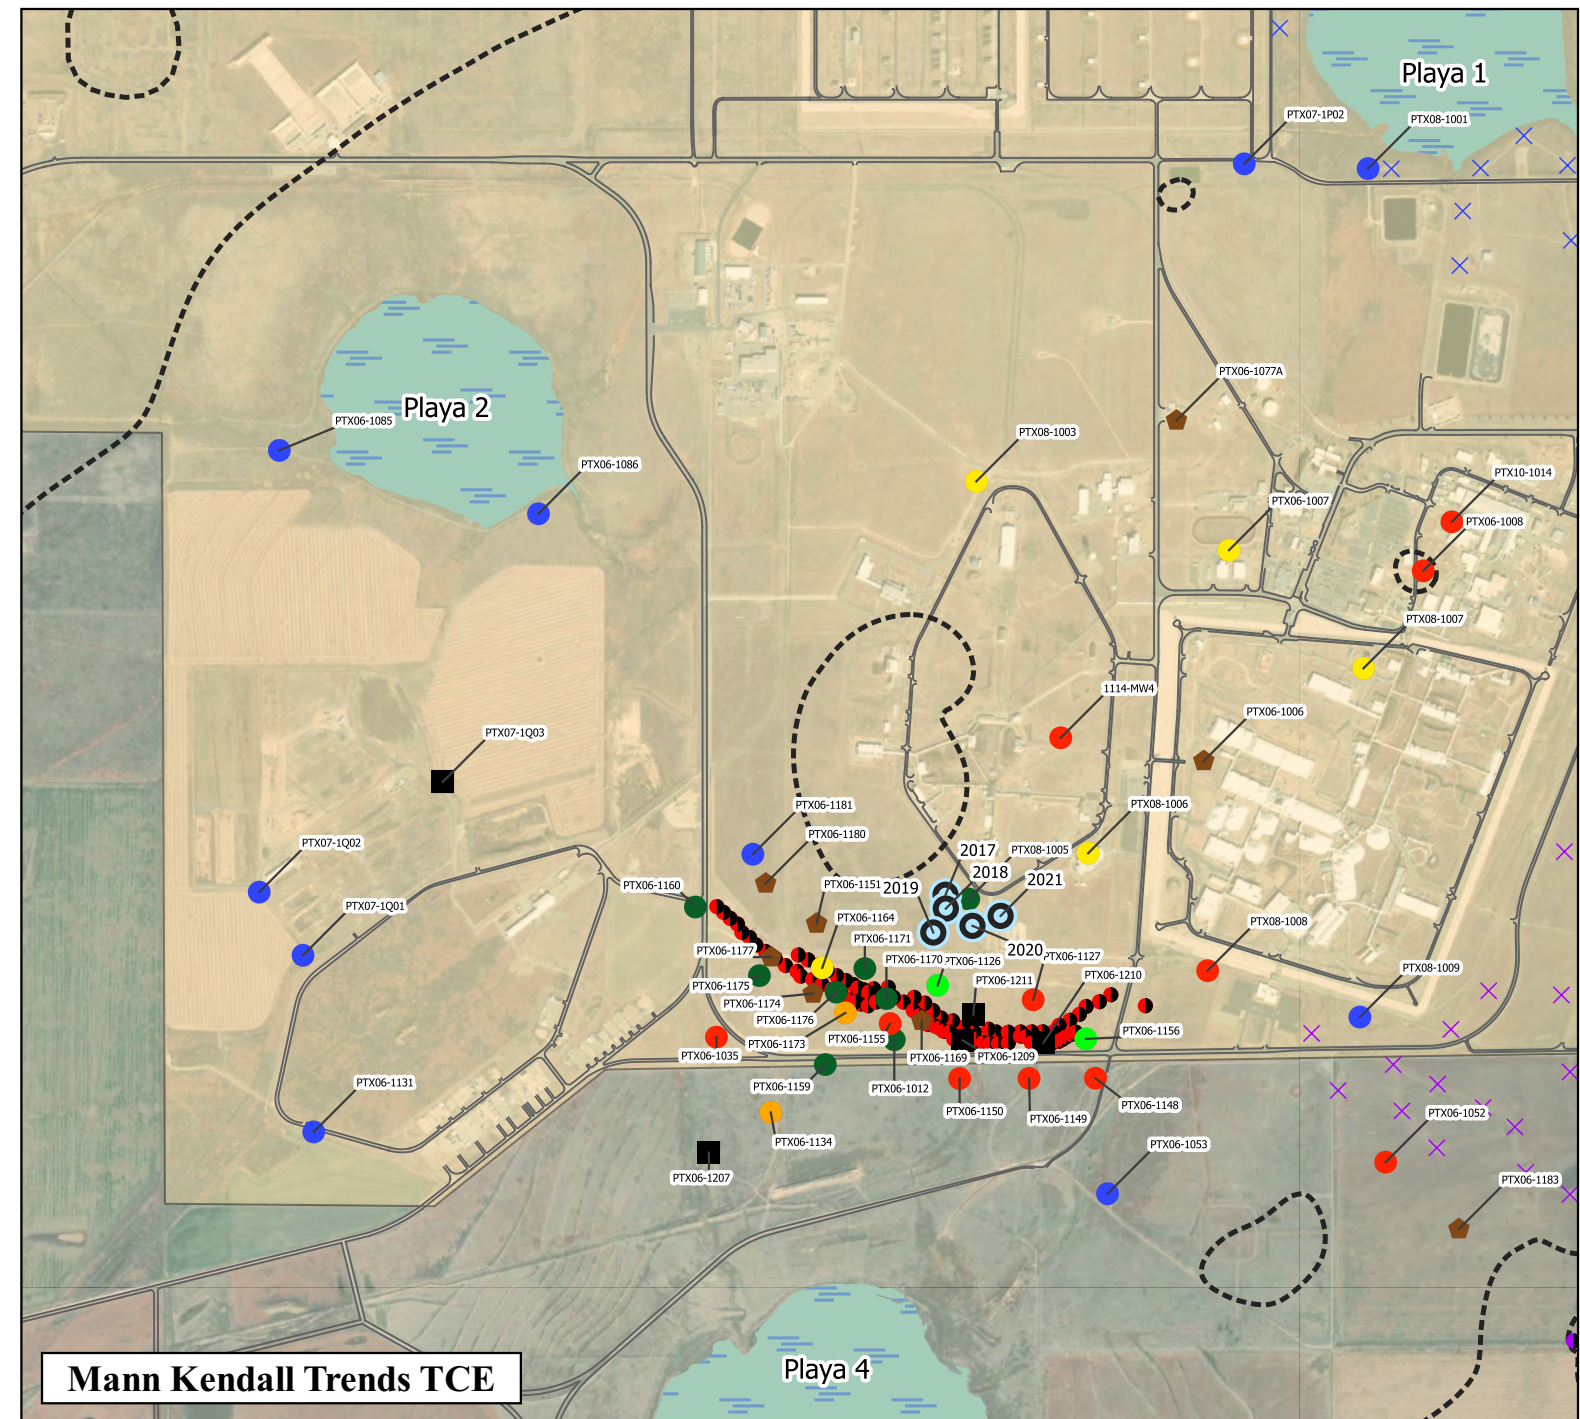 Playa 1
PTX07-1P02
PTX08-1001
PTX06-1077A
Playa 2
PTX06-1085
PTX08-1003
PTX06-1086
PTX10-1014
PTX06-1007
PTX06-1008
PTX08-1007
1114-MW4
PTX06-1006
PTX07-1Q03
PTX06-1181
PTX08-1006
PTX06-1180
PTX07-1Q02
2017
PTX08-1005
2018
2021
PTX06-1160
PTX06-1151
2019
PTX07-1Q01
PTX06-1164
PTX08-1008
PTX06-1171
2020
PTX06-1177
PTX06-1170
PTX06-1126
PTX06-1127
PTX08-1009
PTX06-1210
PTX06-1175
PTX06-1211
PTX06-1174
PTX06-1176
PTX06-1156
PTX06-1155
PTX06-1173
PTX06-1035
PTX06-1169
PTX06-1209
PTX06-1131
PTX06-1159
PTX06-1012
PTX06-1150
PTX06-1149
PTX06-1148
PTX06-1052
PTX06-1134
PTX06-1053
PTX06-1207
PTX06-1183
Playa 4
Mann Kendall Trends TCE